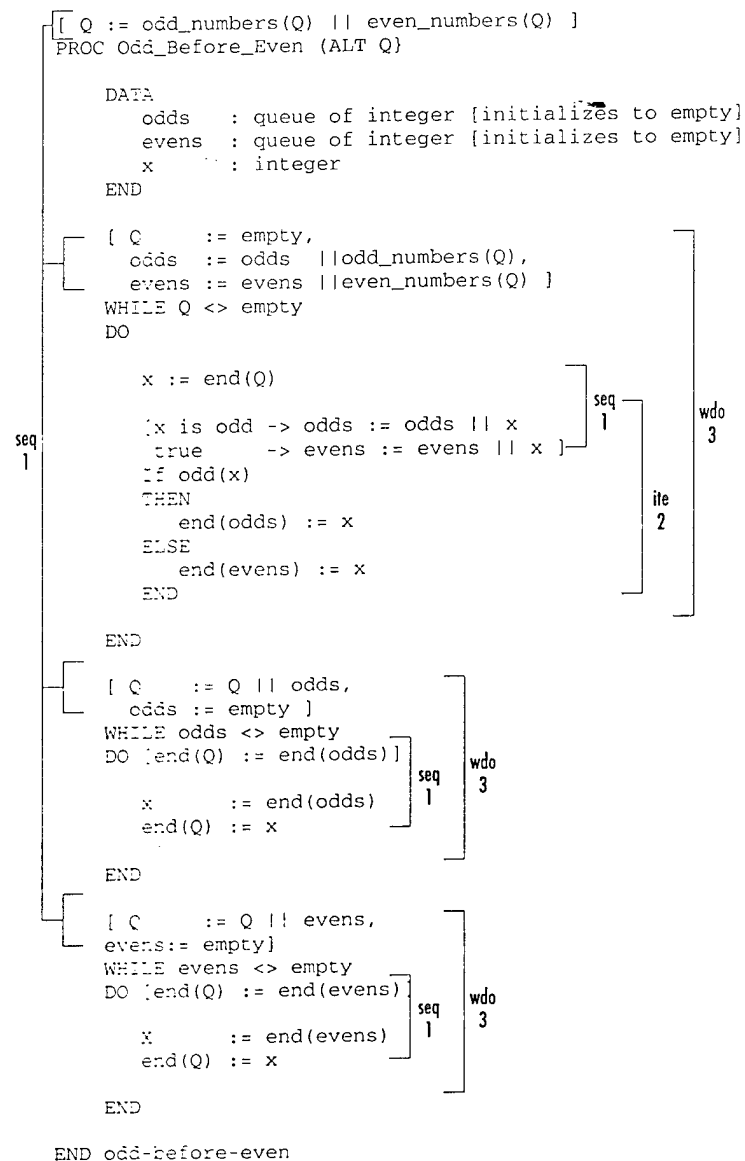 [ Q := odd_numbers(Q) || even_numbers(Q) ]
PROC Odd_Before_Even (ALT Q}
DATA
odds : queue of integer [initializes to empty]
evens : queue of integer [initializes to empty]
x : integer
END
[ Q := empty,
odds := odds ||odd_numbers(Q),
evens := evens ||even_numbers(Q) ]
WHILE Q <> empty
DO
x := end(Q)
[x is odd -> odds := odds || x
true -> evens := evens || x ]
If odd(x)
THEN
end(odds) := x
ELSE
end(evens) := x
END
seq
1
ite
2
wdo
3
seq
1
END
[ Q := Q || odds,
odds := empty ]
WHILE odds <> empty
DO [end(Q) := end(odds)]
x := end(odds)
end(Q) := x
seq
1
wdo
3
END
[ Q := Q || evens,
evens:= empty]
WHILE evens <> empty
DO [end(Q) := end(evens)]
x := end(evens)
end(Q) := x
seq
1
wdo
3
END
END odd-before-even